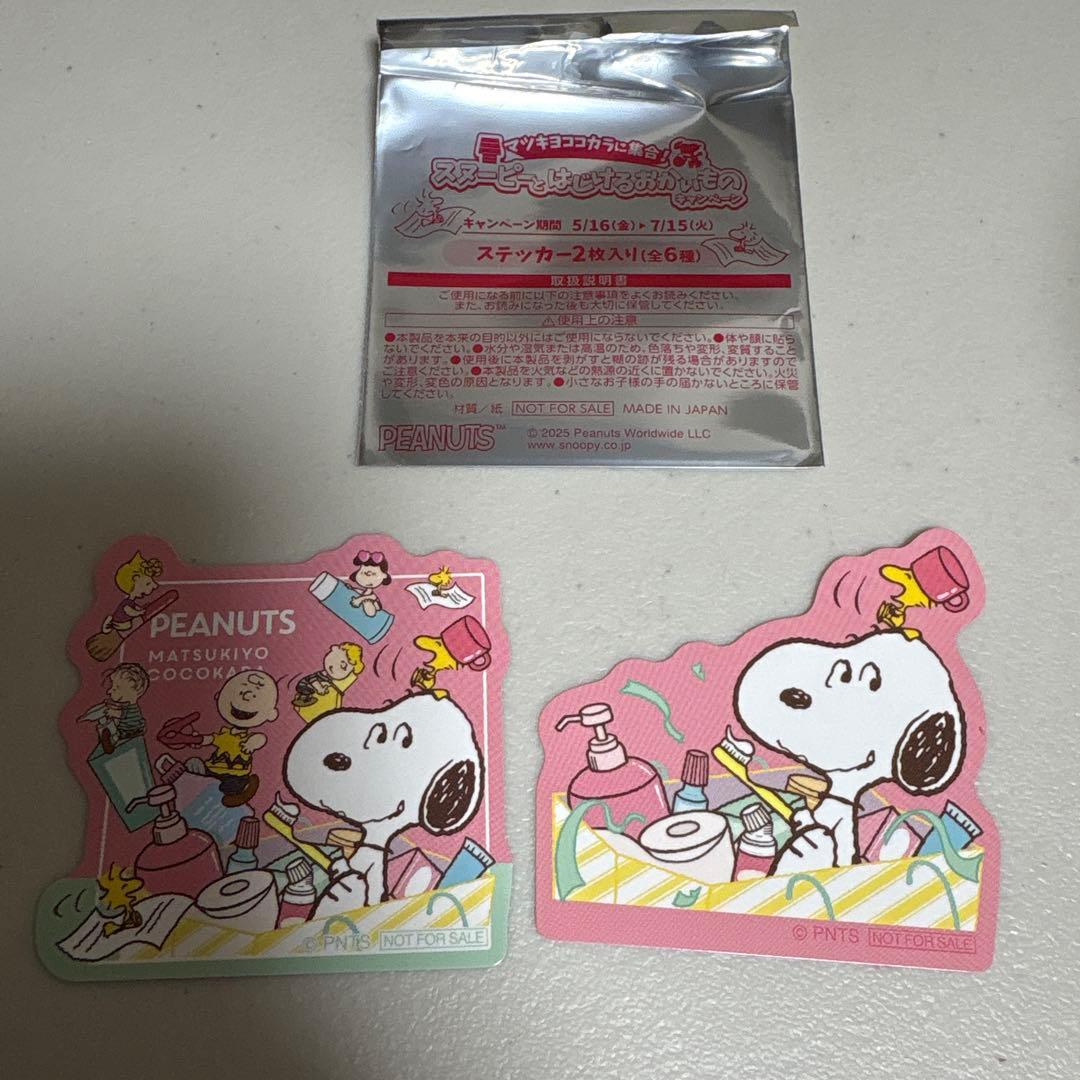 マツキヨココカラに集合!
スヌーピーとはじけるおかいもの
キャンペーン
キャンペーン期間 5/16(金)▶7/15(火)
ステッカー2枚入り(全6種)
取扱説明書
ご使用になる前に以下の注意事項をよくお読みください。
また、お読みになった後も大切に保管してください。
⚠使用上の注意
●本製品を本来の目的以外にはご使用にならないでください。●体や顔に貼ら
ないでください。●水分や湿気または高温のため、色落ちや変形、変質すること
があります。●使用後に本製品を剥がすと糊の跡が残る場合がありますので
ご注意ください。●本製品を火気などの熱源の近くに置かないでください。火災
や変形、変色の原因となります。●小さなお子様の手の届かないところに保管
してください。
材質/紙 NOT FOR SALE MADE IN JAPAN
PEANUTS™
© 2025 Peanuts Worldwide LLC
www.snoopy.co.jp
PEANUTS
MATSUKIYO
COCOKARA
© PNTS NOT FOR SALE
© PNTS NOT FOR SALE